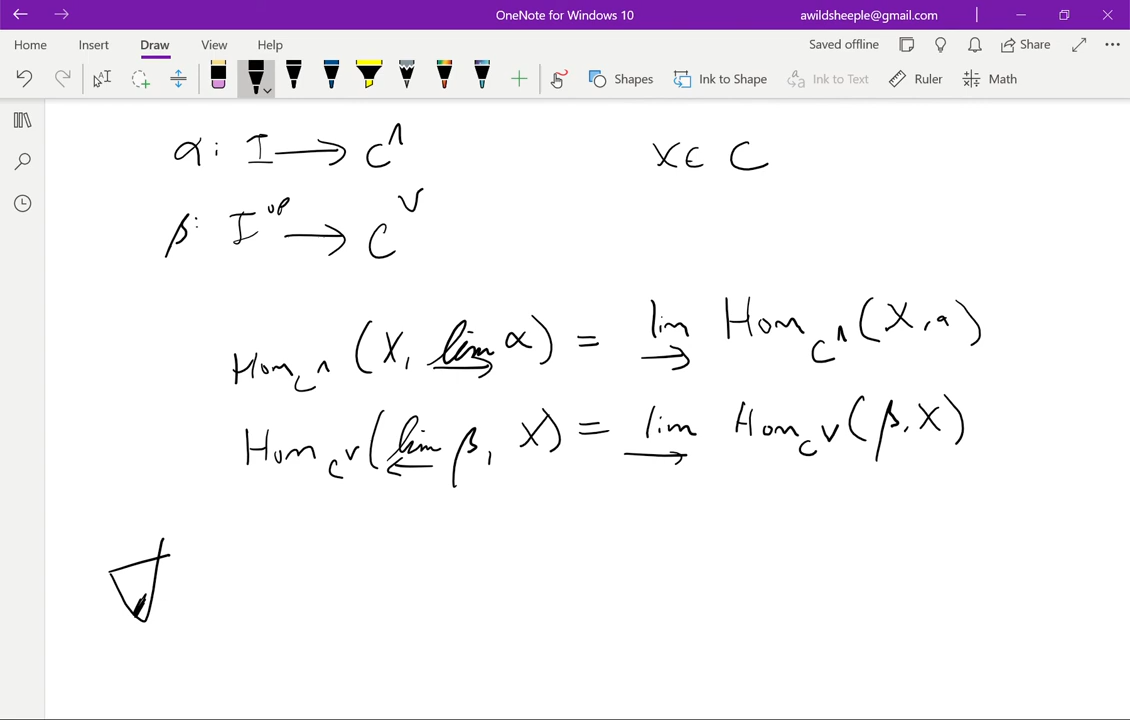 OneNote for Windows 10
awildsheeple@gmail.com
Home Insert Draw View Help
Saved offline
Share
Shapes
Ink to Shape
Ink to Text
Ruler
Math
α: I ⟶ C^∧
X ∈ C
β: I^op ⟶ C^∨
Hom_C^∧ (X, lim→ α) = lim→ Hom_C^∧ (X, α)
Hom_C^∨ (lim← β, X) = lim→ Hom_C^∨ (β, X)